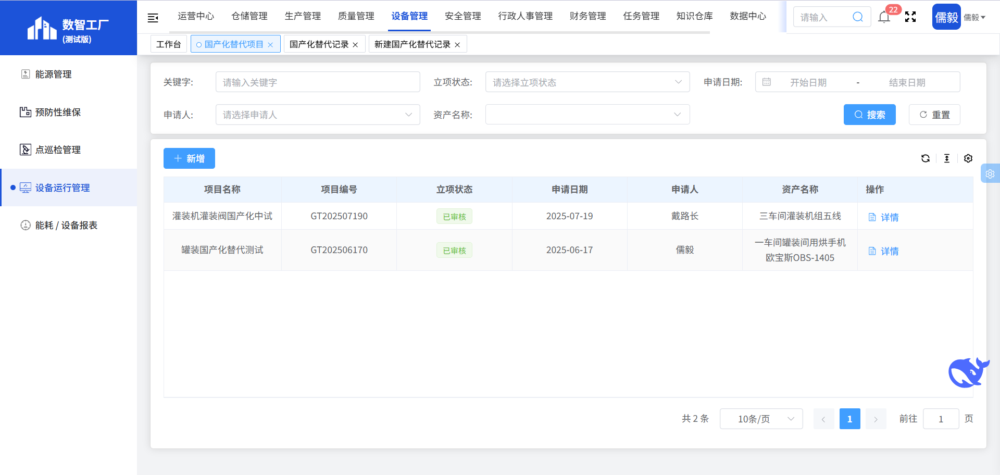 数智工厂
(测试版)
运营中心 仓储管理 生产管理 质量管理 设备管理 安全管理 行政人事管理 财务管理 任务管理 知识仓库 数据中心
请输入
22
儒毅
儒毅
工作台 国产化替代项目 国产化替代记录 新建国产化替代记录
能源管理
预防性维保
点巡检管理
设备运行管理
能耗 / 设备报表
关键字: 请输入关键字 立项状态: 请选择立项状态 申请日期: 开始日期 - 结束日期
申请人: 请选择申请人 资产名称: 搜索 重置
新增
项目名称 项目编号 立项状态 申请日期 申请人 资产名称 操作
灌装机灌装阀国产化中试 GT202507190 已审核 2025-07-19 戴路长 三车间灌装机组五线 详情
罐装国产化替代测试 GT202506170 已审核 2025-06-17 儒毅 一车间罐装间用烘手机 详情
欧宝斯OBS-1405
共 2 条 10条/页 1 前往 1 页